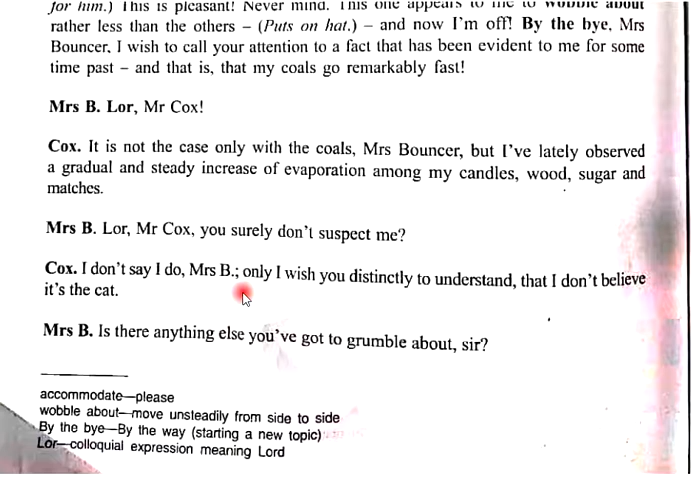 for him.) This is pleasant! Never mind. This one appears to me to wobble about
rather less than the others – (Puts on hat.) – and now I'm off! By the bye, Mrs
Bouncer, I wish to call your attention to a fact that has been evident to me for some
time past – and that is, that my coals go remarkably fast!
Mrs B. Lor, Mr Cox!
Cox. It is not the case only with the coals, Mrs Bouncer, but I've lately observed
a gradual and steady increase of evaporation among my candles, wood, sugar and
matches.
Mrs B. Lor, Mr Cox, you surely don't suspect me?
Cox. I don't say I do, Mrs B.; only I wish you distinctly to understand, that I don't believe
it's the cat.
Mrs B. Is there anything else you've got to grumble about, sir?
accommodate—please
wobble about—move unsteadily from side to side
By the bye—By the way (starting a new topic)
Lor—colloquial expression meaning Lord